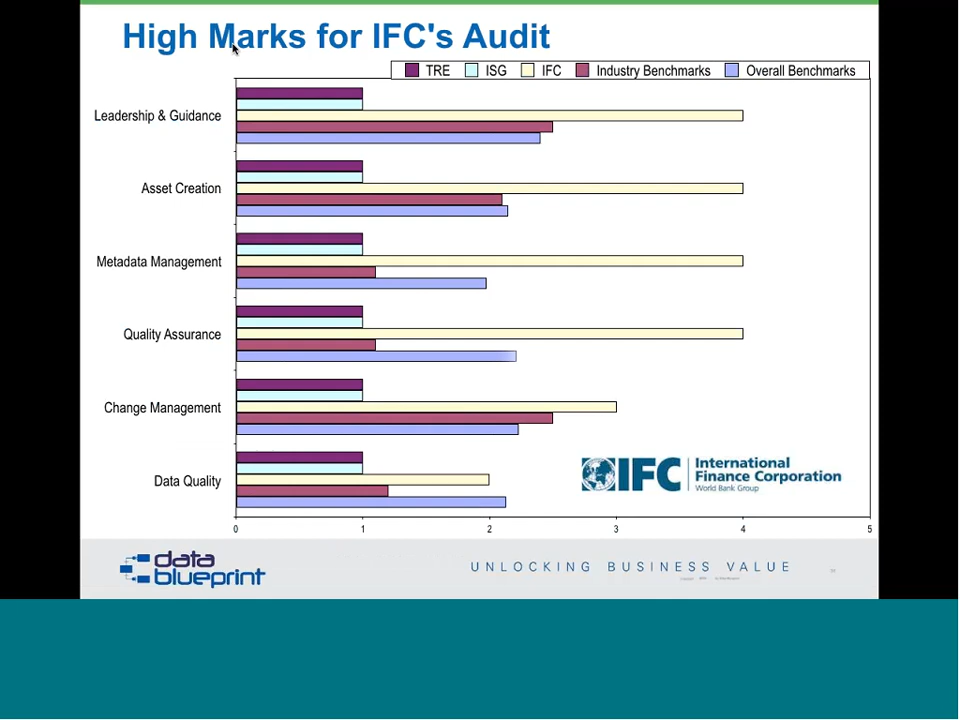 High Marks for IFC's Audit
TRE ISG IFC Industry Benchmarks Overall Benchmarks
Leadership & Guidance
Asset Creation
Metadata Management
Quality Assurance
Change Management
Data Quality
IFC International
Finance Corporation
World Bank Group
0 1 2 3 4 5
data
blueprint
UNLOCKING BUSINESS VALUE